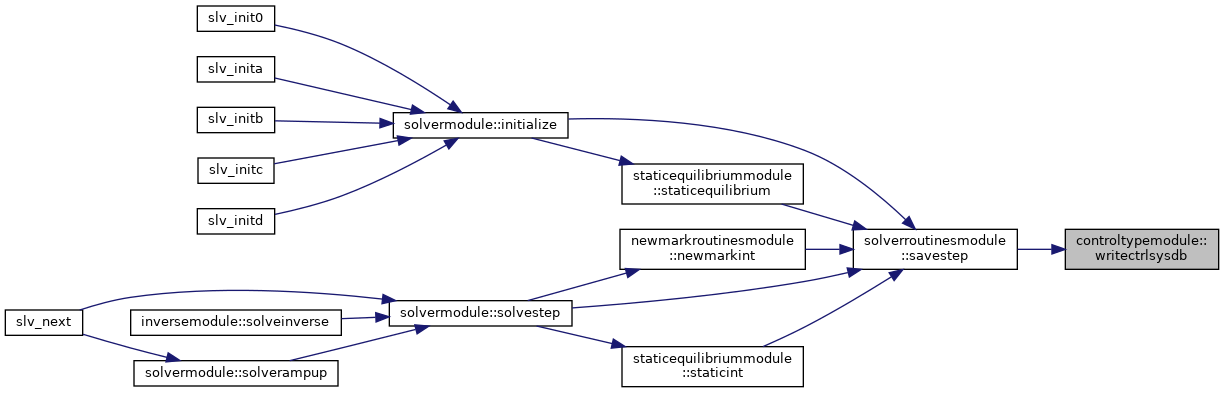 slv_init0
slv_inita
slv_initb
slv_initc
slv_initd
solvermodule::initialize
staticequilibriummodule
::staticequilibrium
newmarkroutinesmodule
::newmarkint
solverroutinesmodule
::savestep
controltypemodule::
writectrlsysdb
slv_next
inversemodule::solveinverse
solvermodule::solverampup
solvermodule::solvestep
staticequilibriummodule
::staticint